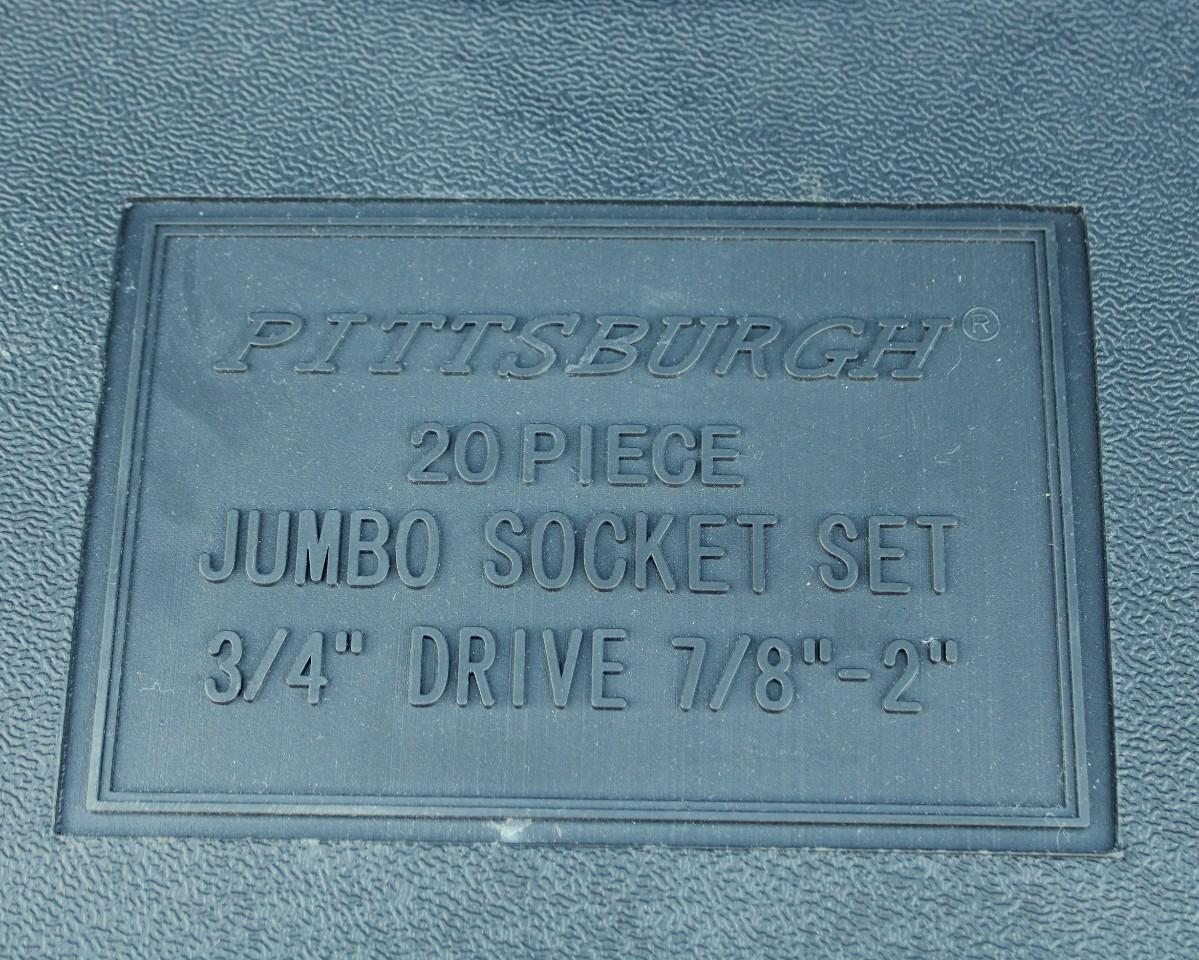 PITTSBURGH®
20 PIECE
JUMBO SOCKET SET
3/4" DRIVE 7/8"-2"